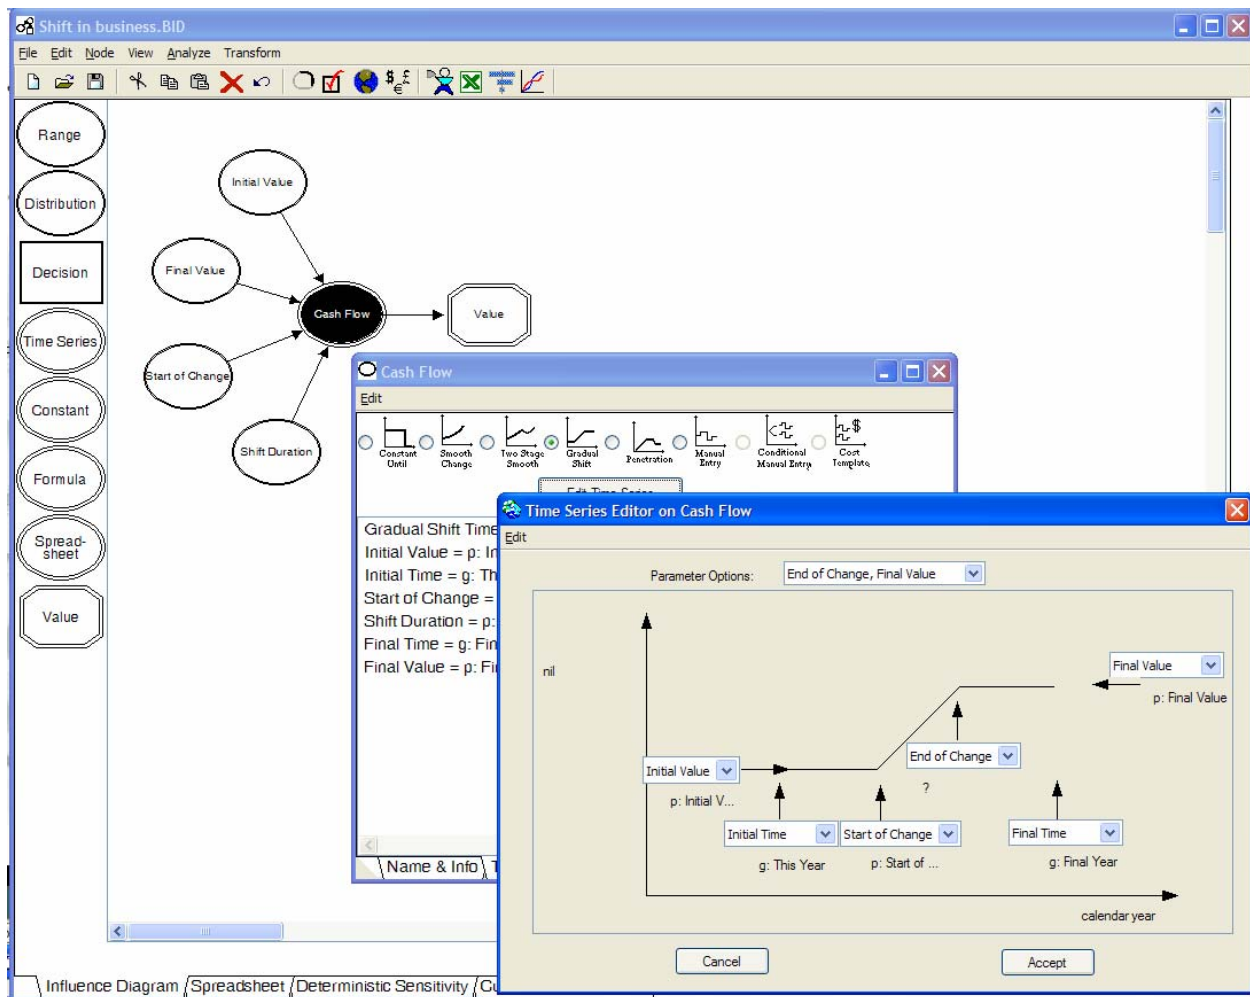 Shift in business.BID
File Edit Node View Analyze Transform
Range
Distribution
Decision
Time Series
Constant
Formula
Spread-
sheet
Value
Initial Value
Final Value
Cash Flow
Value
Start of Change
Shift Duration
Cash Flow
Edit
Constant
Until
Smooth
Change
Two Stage
Smooth
Gradual
Shift
Penetration
Manual
Entry
Conditional
Manual Entry
Cost
Template
Edit Time Series
Gradual Shift Time
Initial Value = p: In
Initial Time = g: Th
Start of Change =
Shift Duration = p:
Final Time = g: Fin
Final Value = p: Fi
Name & Info
Time Series Editor on Cash Flow
Edit
Parameter Options: End of Change, Final Value
nil
Final Value
p: Final Value
End of Change
?
Initial Value
p: Initial V...
Initial Time
g: This Year
Start of Change
p: Start of ...
Final Time
g: Final Year
calendar year
Cancel Accept
Influence Diagram Spreadsheet Deterministic Sensitivity